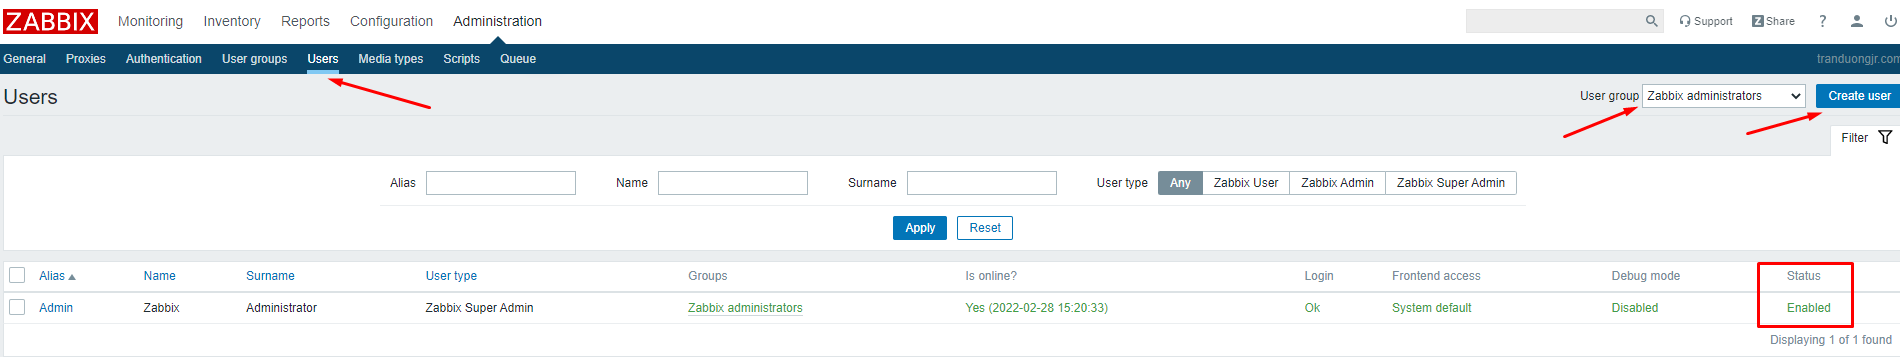 ZABBIX Monitoring Inventory Reports Configuration Administration Support Z Share ?
General Proxies Authentication User groups Users Media types Scripts Queue tranduongjr.com
Users User group Zabbix administrators Create user
Filter
Alias Name Surname User type Any Zabbix User Zabbix Admin Zabbix Super Admin
Apply Reset
Alias Name Surname User type Groups Is online? Login Frontend access Debug mode Status
Admin Zabbix Administrator Zabbix Super Admin Zabbix administrators Yes (2022-02-28 15:20:33) Ok System default Disabled Enabled
Displaying 1 of 1 found